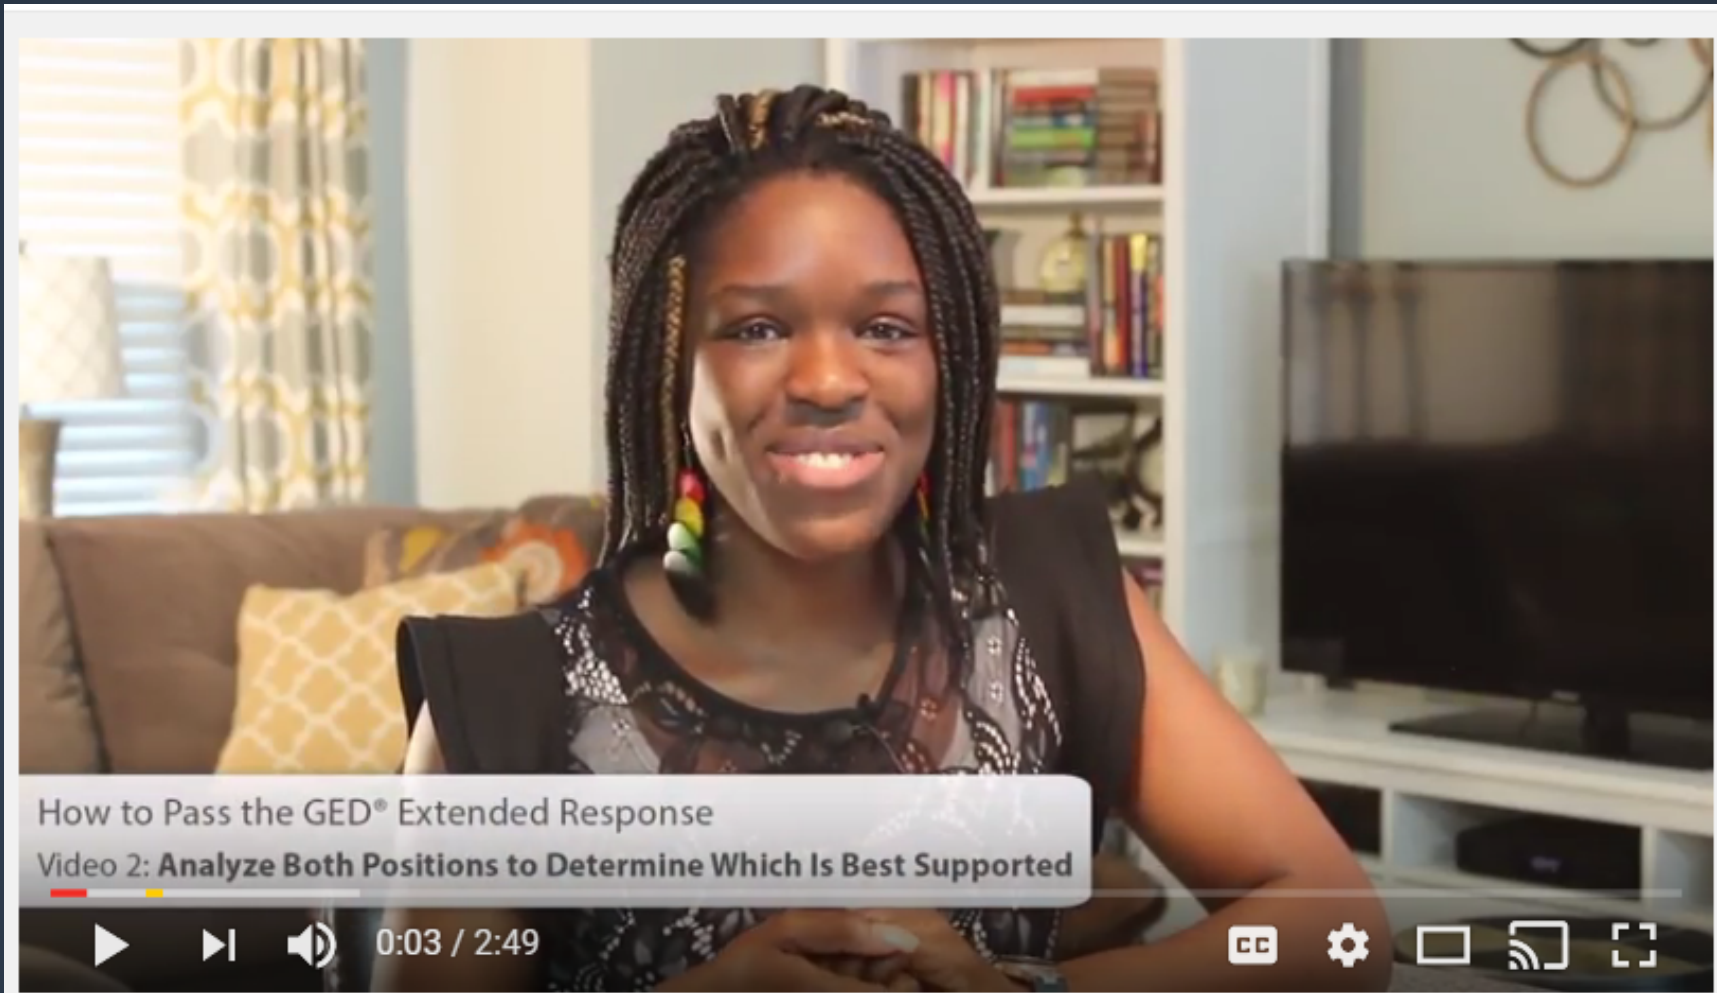 How to Pass the GED® Extended Response
Video 2: Analyze Both Positions to Determine Which Is Best Supported
0:03 / 2:49
CC